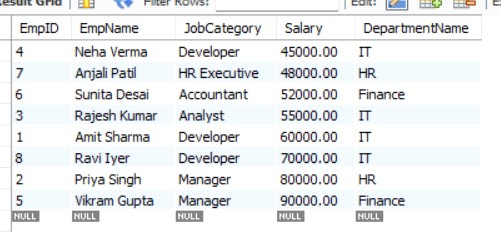 Result Grid Filter Rows: Edit:
EmpID EmpName JobCategory Salary DepartmentName
4 Neha Verma Developer 45000.00 IT
7 Anjali Patil HR Executive 48000.00 HR
6 Sunita Desai Accountant 52000.00 Finance
3 Rajesh Kumar Analyst 55000.00 IT
1 Amit Sharma Developer 60000.00 IT
8 Ravi Iyer Developer 70000.00 IT
2 Priya Singh Manager 80000.00 HR
5 Vikram Gupta Manager 90000.00 Finance
NULL NULL NULL NULL NULL